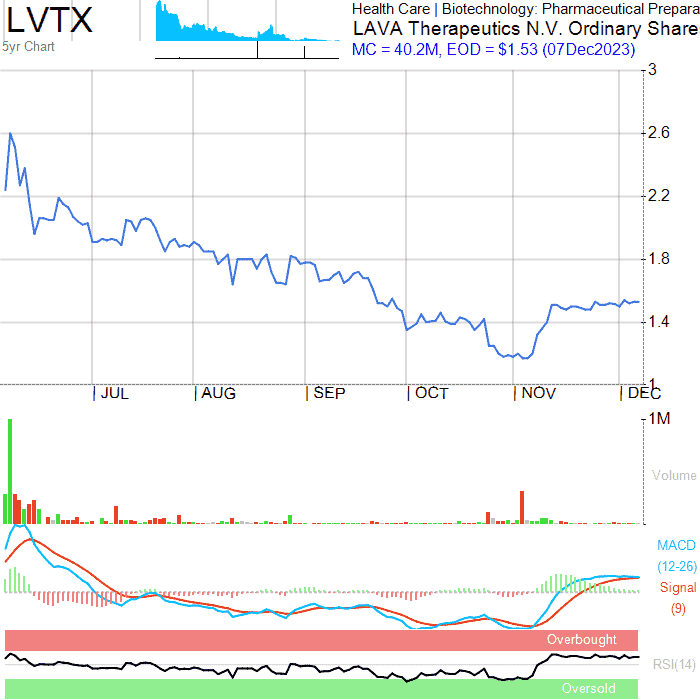 LVTX
5yr Chart
Health Care | Biotechnology: Pharmaceutical Prepara
LAVA Therapeutics N.V. Ordinary Share
MC = 40.2M, EOD = $1.53 (07Dec2023)
3
2.6
2.2
1.8
1.4
1
JUL AUG SEP OCT NOV DEC
1M
Volume
MACD
(12-26)
Signal
(9)
Overbought
RSI(14)
Oversold